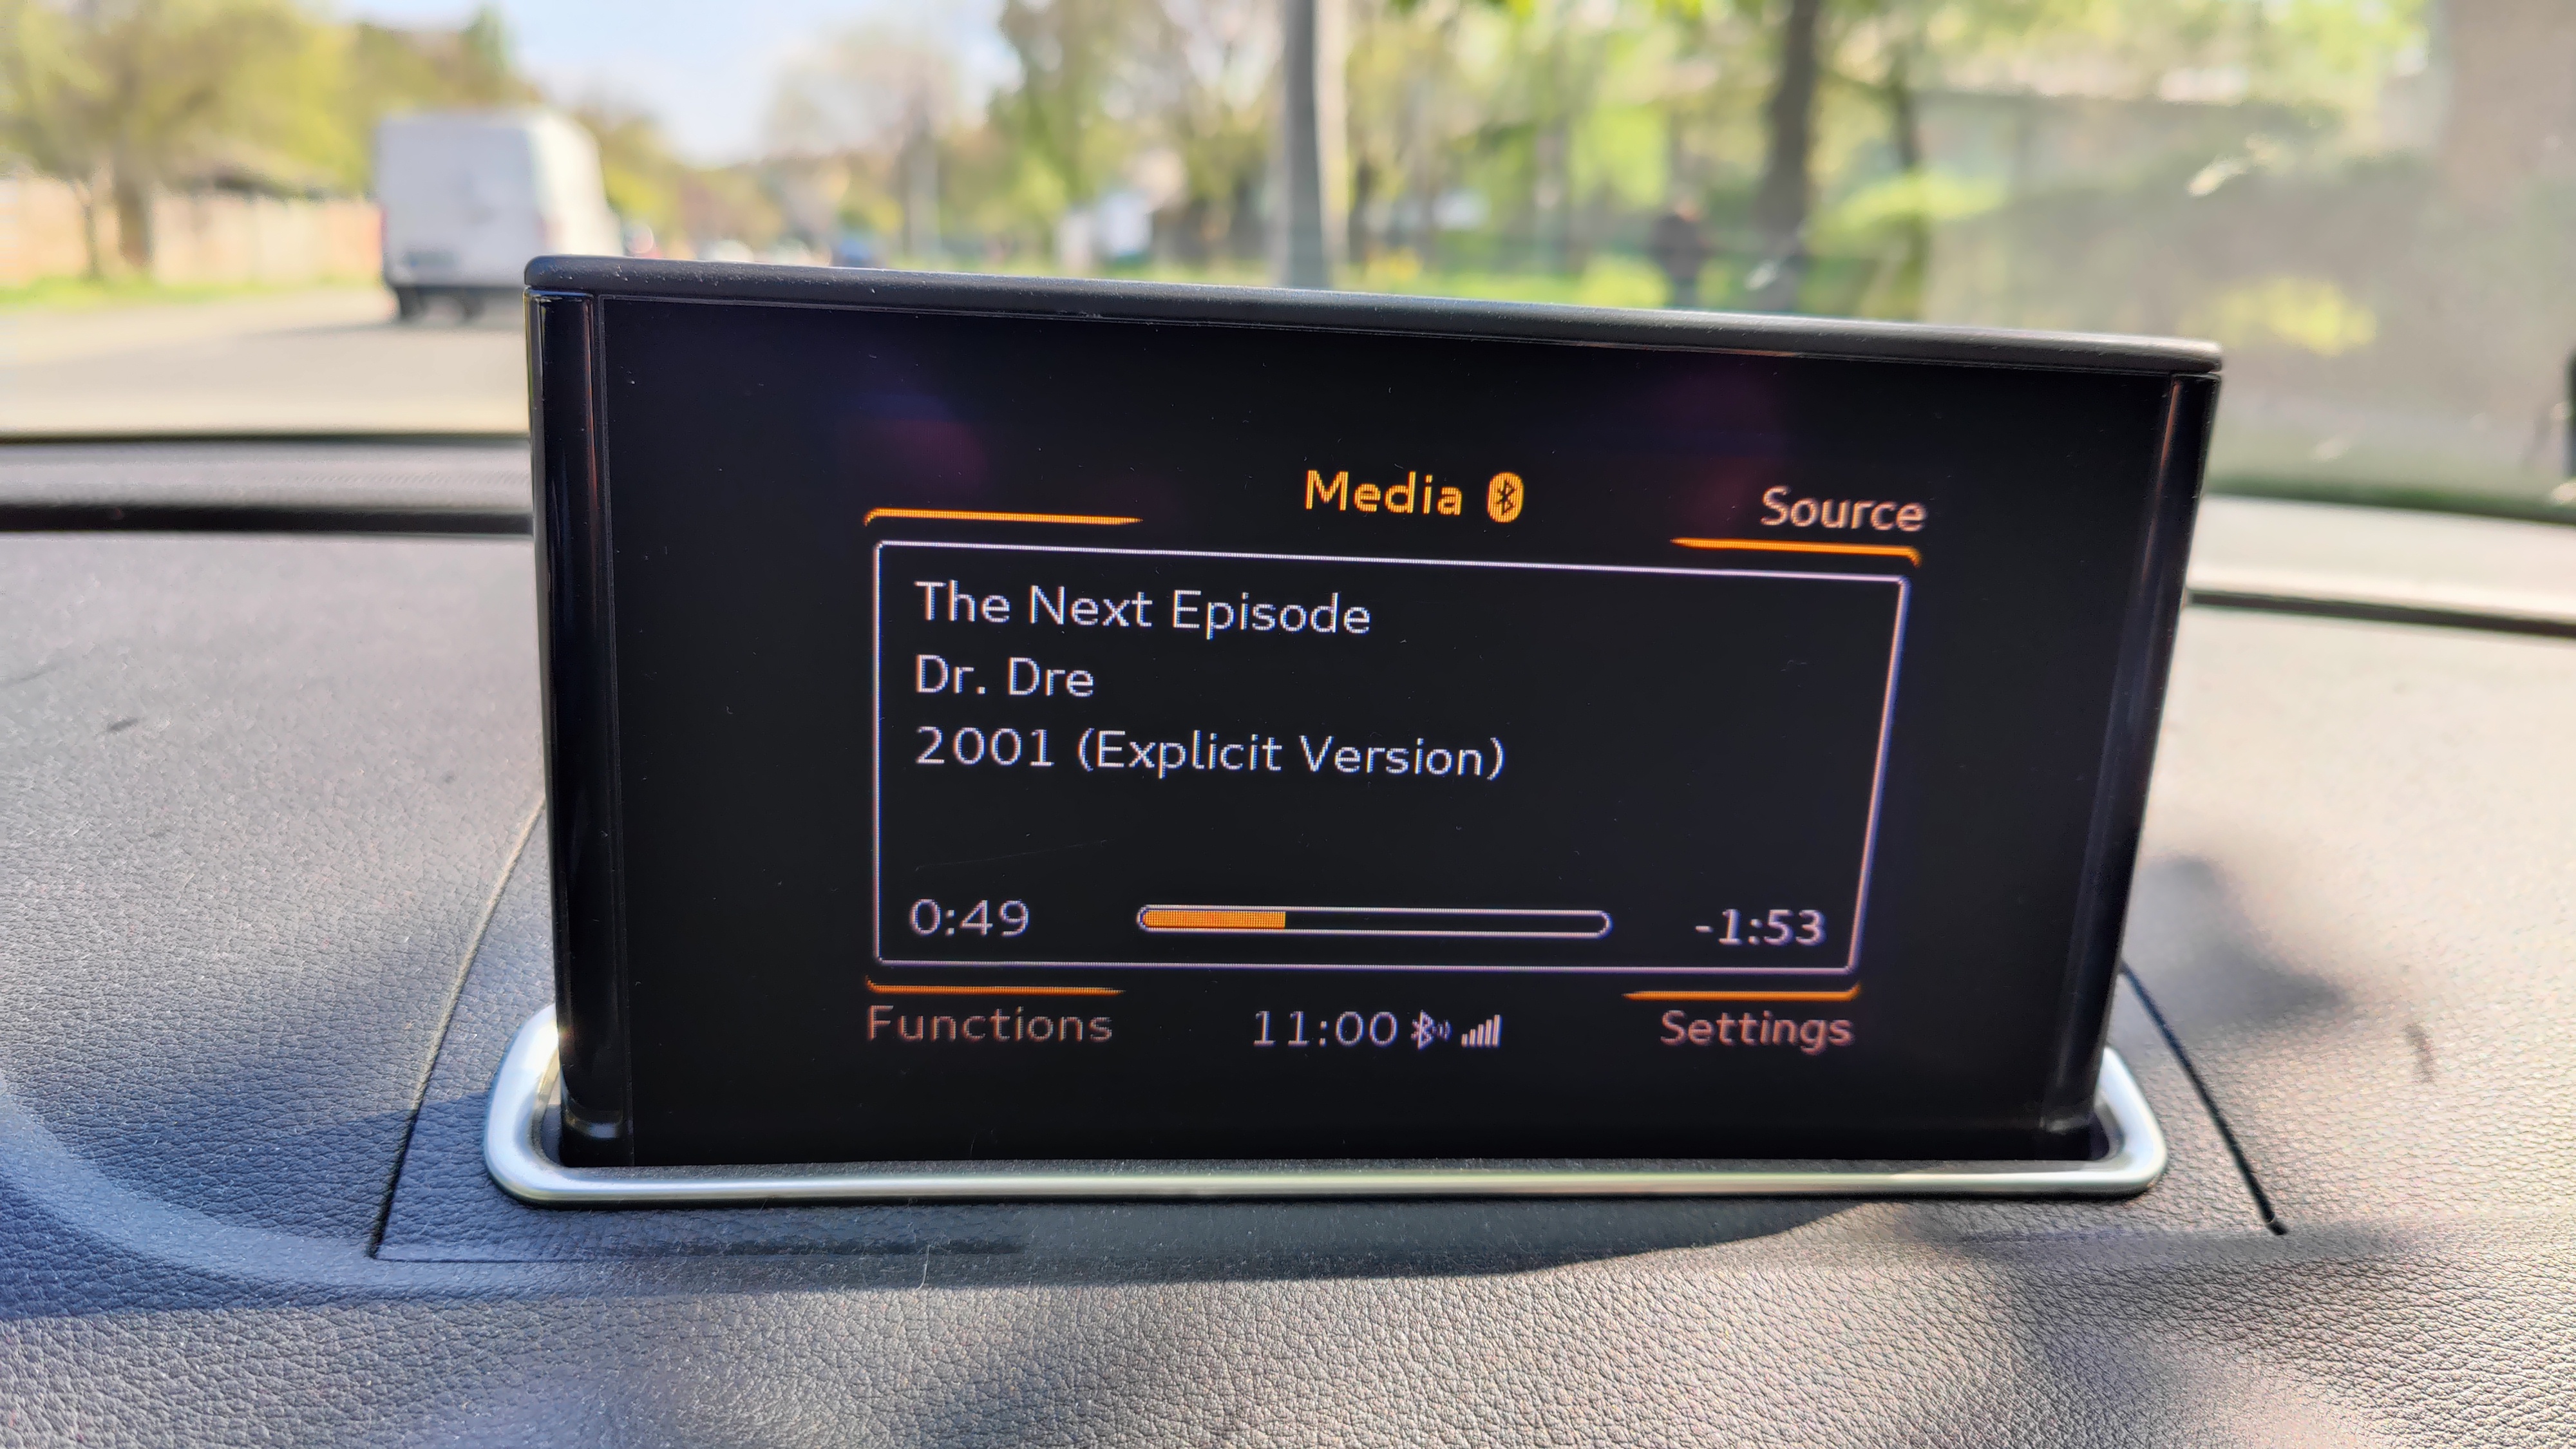 Media
Source
The Next Episode
Dr. Dre
2001 (Explicit Version)
0:49 -1:53
Functions 11:00 Settings